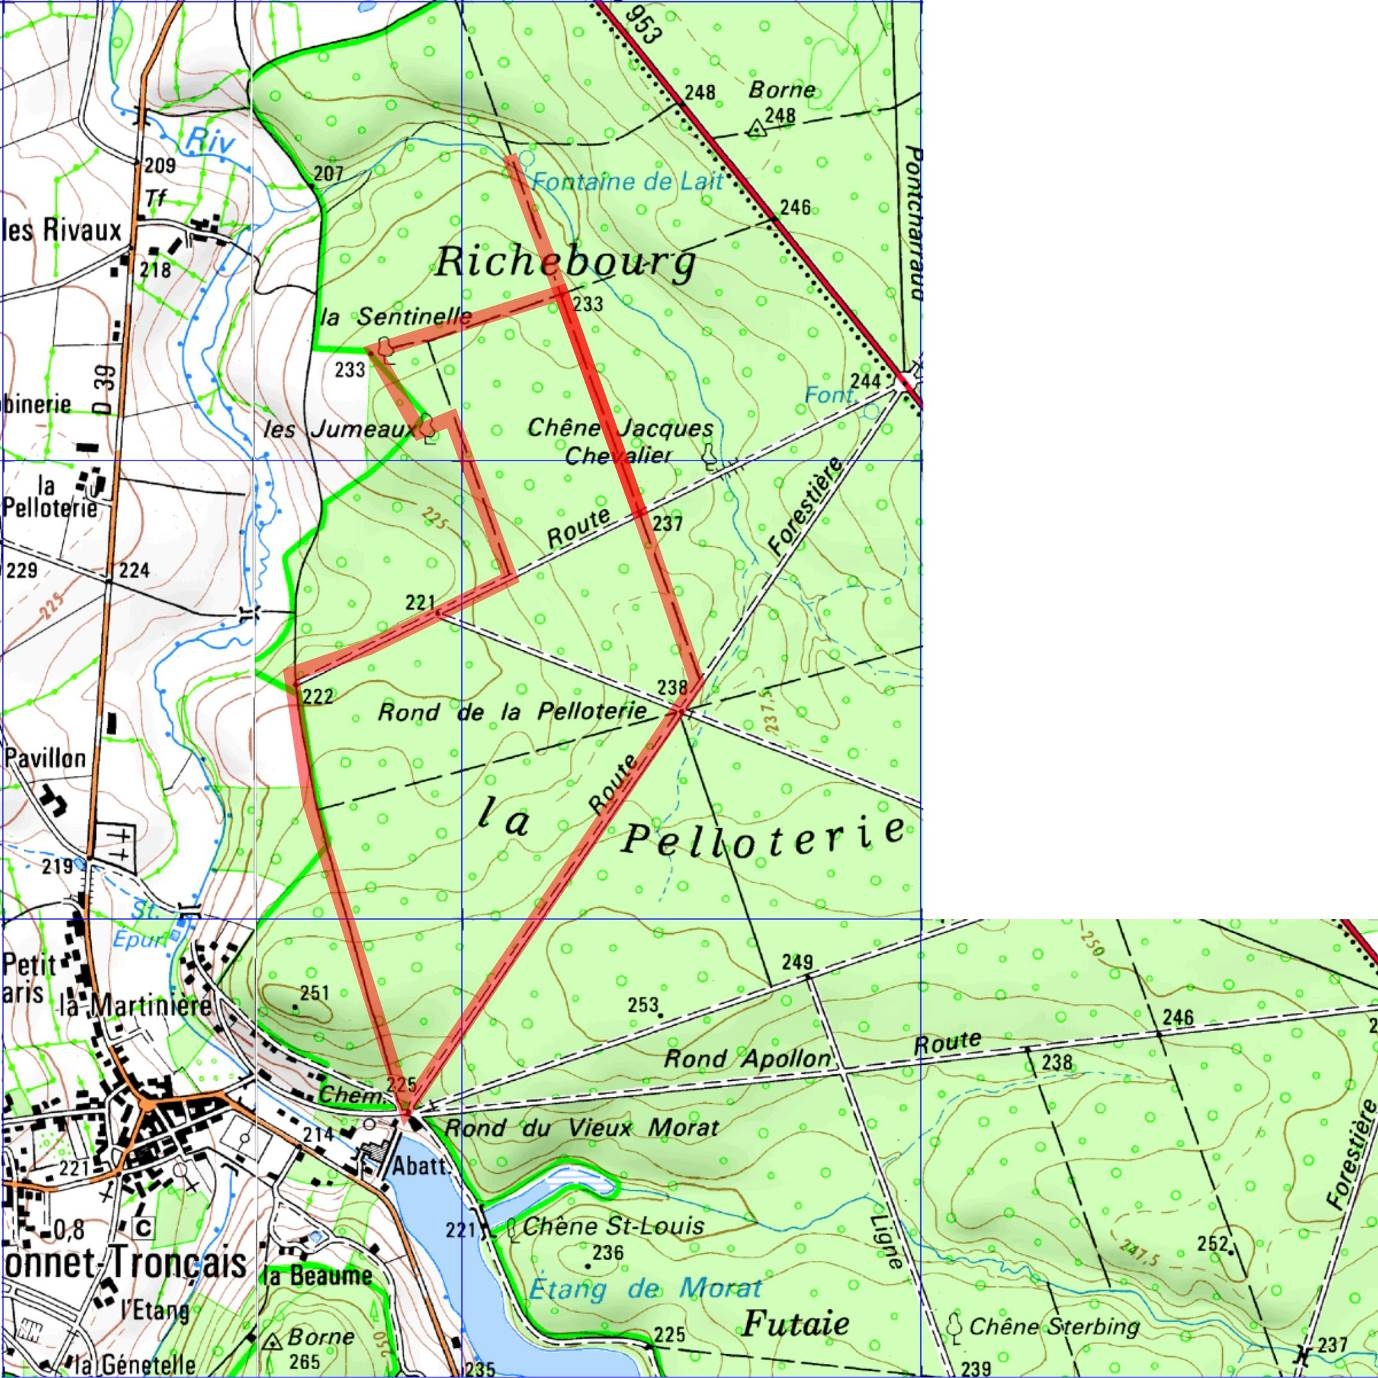 953
248
Borne
248
Riv
209
Tf
207
Fontaine de Lait
Pontcharaud
les Rivaux
246
218
Richebourg
la Sentinelle
233
233
D 39
244
Font.
obinerie
les Jumeaux
Chêne Jacques
Chevalier
la
Pelloterie
225
Route
237
Forestière
229
224
225
221
238
222
Rond de la Pelloterie
237,5
Pavillon
Route
la
Pelloterie
219
St.
Epur.
250
Petit
aris
la Martinière
251
249
253
246
2
Rond Apollon
Route
238
225
Chem.
Rond du Vieux Morat
214
Abatt.
221
Forestière
0,8
C
221
Chêne St-Louis
Ligne
236
247,5
252
onnet-Tronçais
la Beaume
Étang de Morat
l'Etang
Futaie
Chêne Sterbing
Borne
265
250
225
237
la Génetelle
235
239